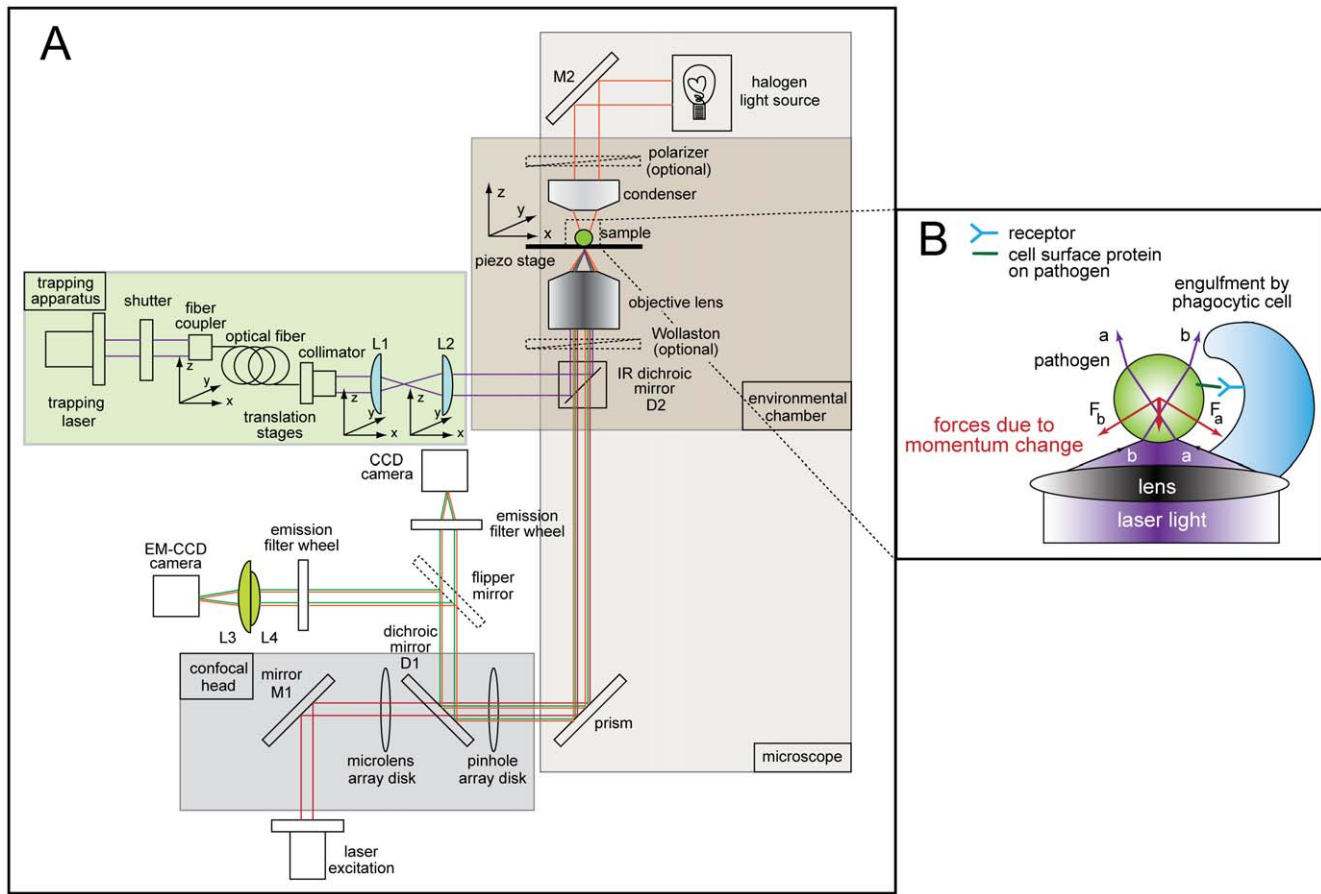 A
M2
halogen
light source
polarizer
(optional)
condenser
z
y
x
sample
piezo stage
objective lens
Wollaston
(optional)
IR dichroic
mirror
D2
environmental
chamber
trapping
apparatus
shutter
fiber
coupler
optical fiber
collimator
L1
L2
z
y
x
z
y
x
z
y
x
trapping
laser
translation
stages
CCD
camera
emission
filter wheel
emission
filter wheel
EM-CCD
camera
flipper
mirror
L3
L4
dichroic
mirror
D1
confocal
head
mirror
M1
prism
microlens
array disk
pinhole
array disk
microscope
laser
excitation
B
receptor
cell surface protein
on pathogen
engulfment by
phagocytic cell
a
b
pathogen
Fb
Fa
forces due to
momentum change
b
a
lens
laser light